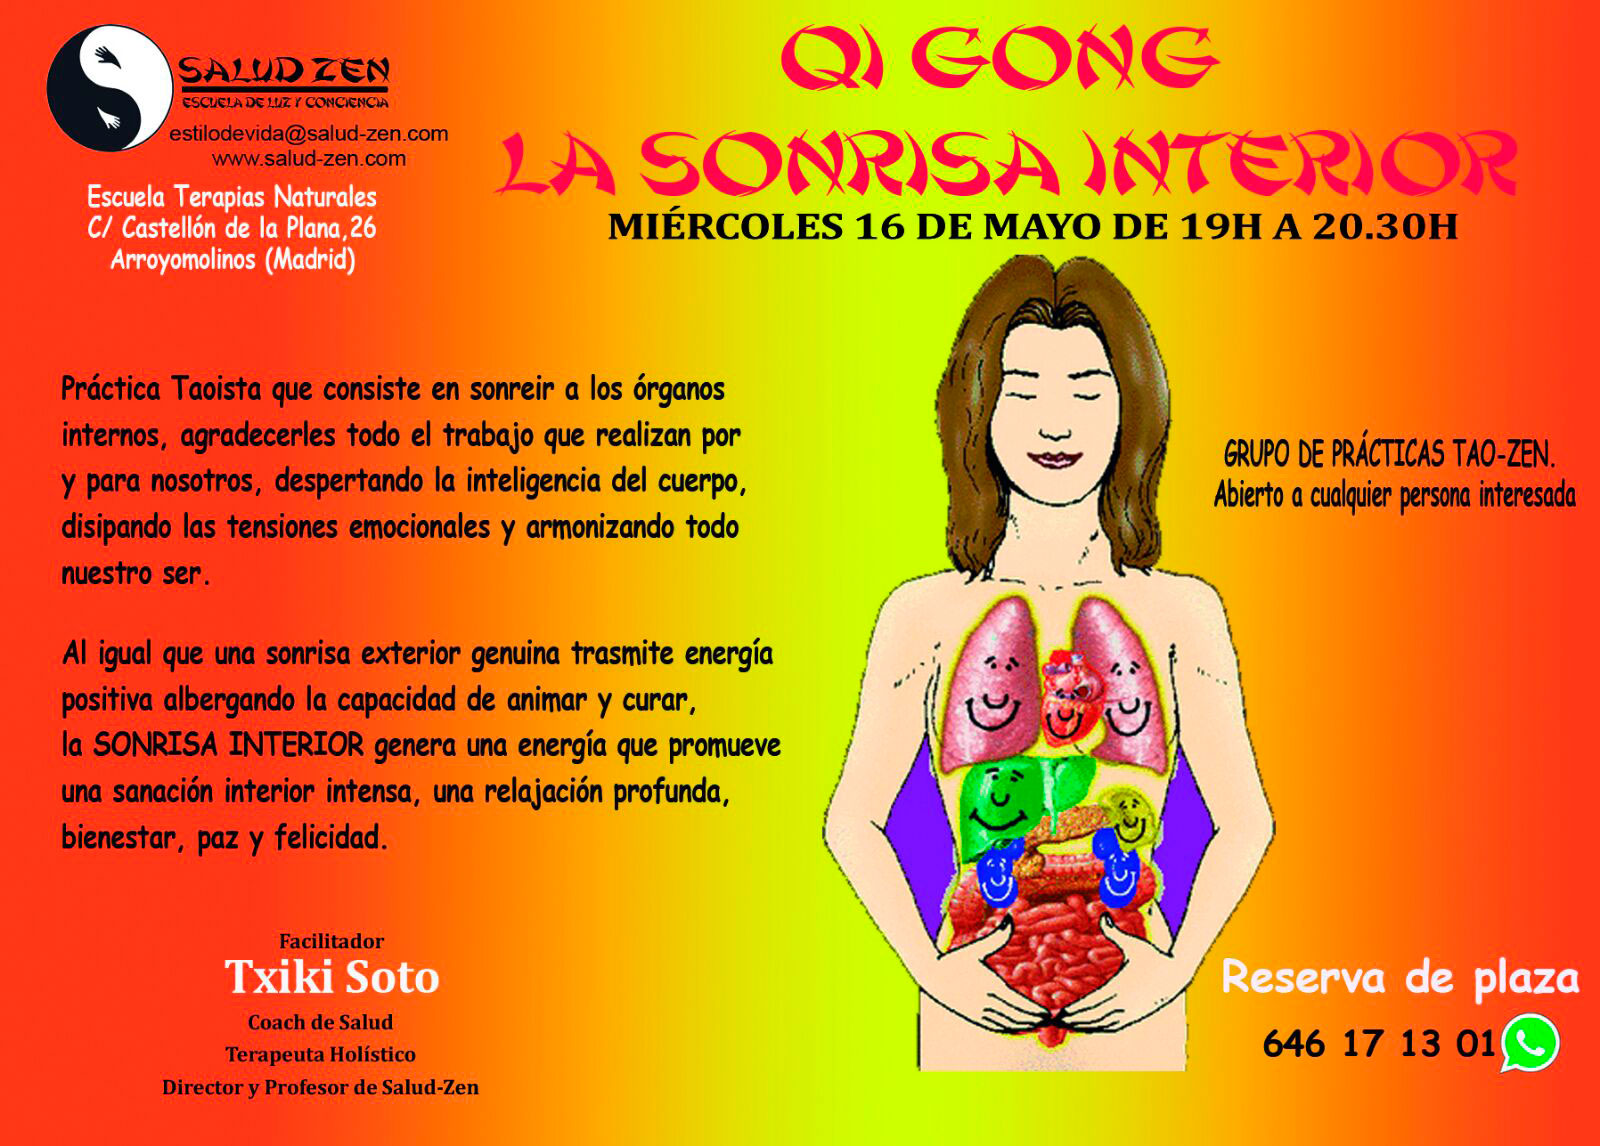 SALUD ZEN
ESCUELA DE LUZ Y CONCIENCIA
estilodevida@salud-zen.com
www.salud-zen.com
Escuela Terapias Naturales
C/ Castellón de la Plana,26
Arroyomolinos (Madrid)
QI GONG
LA SONRISA INTERIOR
MIÉRCOLES 16 DE MAYO DE 19H A 20.30H
Práctica Taoista que consiste en sonreir a los órganos
internos, agradecerles todo el trabajo que realizan por
y para nosotros, despertando la inteligencia del cuerpo,
disipando las tensiones emocionales y armonizando todo
nuestro ser.
Al igual que una sonrisa exterior genuina trasmite energía
positiva albergando la capacidad de animar y curar,
la SONRISA INTERIOR genera una energía que promueve
una sanación interior intensa, una relajación profunda,
bienestar, paz y felicidad.
GRUPO DE PRÁCTICAS TAO-ZEN.
Abierto a cualquier persona interesada
Facilitador
Txiki Soto
Coach de Salud
Terapeuta Holístico
Director y Profesor de Salud-Zen
Reserva de plaza
646 17 13 01